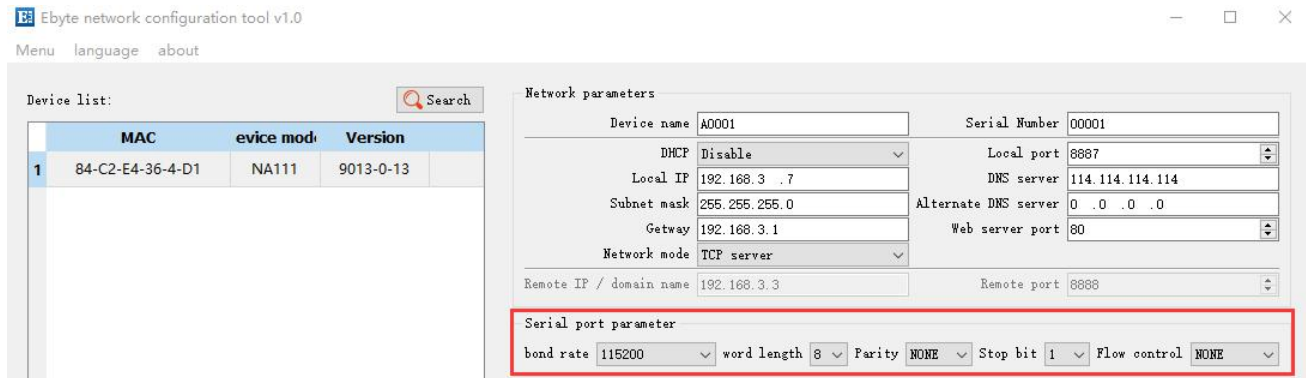 Ebyte network configuration tool v1.0
Menu language about
Device list:
Search
MAC evice mod Version
1 84-C2-E4-36-4-D1 NA111 9013-0-13
Network parameters
Device name A0001 Serial Number 00001
DHCP Disable Local port 8887
Local IP 192.168.3 .7 DNS server 114.114.114.114
Subnet mask 255.255.255.0 Alternate DNS server 0 .0 .0 .0
Getway 192.168.3.1 Web server port 80
Network mode TCP server
Remote IP / domain name 192.168.3.3 Remote port 8888
Serial port parameter
bond rate 115200 word length 8 Parity NONE Stop bit 1 Flow control NONE